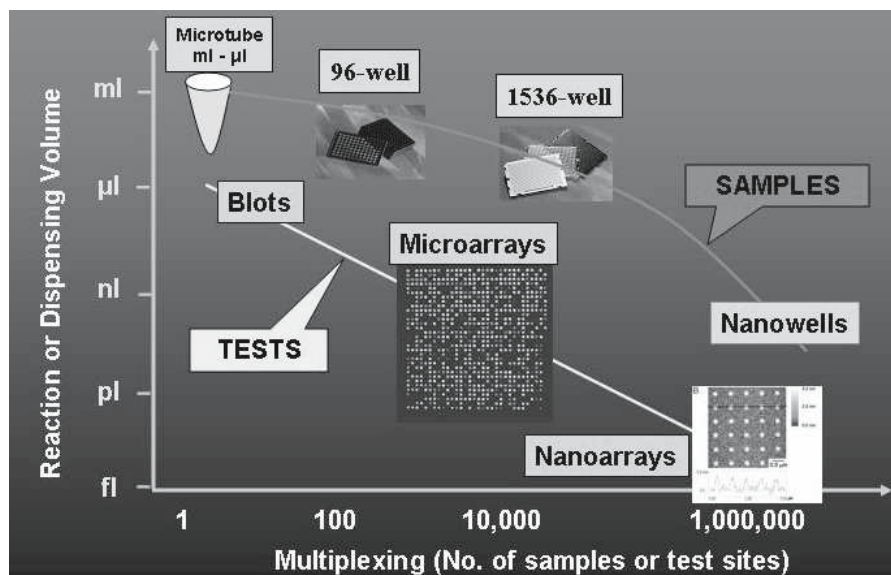 Microtube
ml - µl
96-well
1536-well
ml
µl
nl
pl
fl
Reaction or Dispensing Volume
Blots
SAMPLES
Microarrays
TESTS
Nanowells
Nanoarrays
B
1
100
10,000
1,000,000
Multiplexing (No. of samples or test sites)